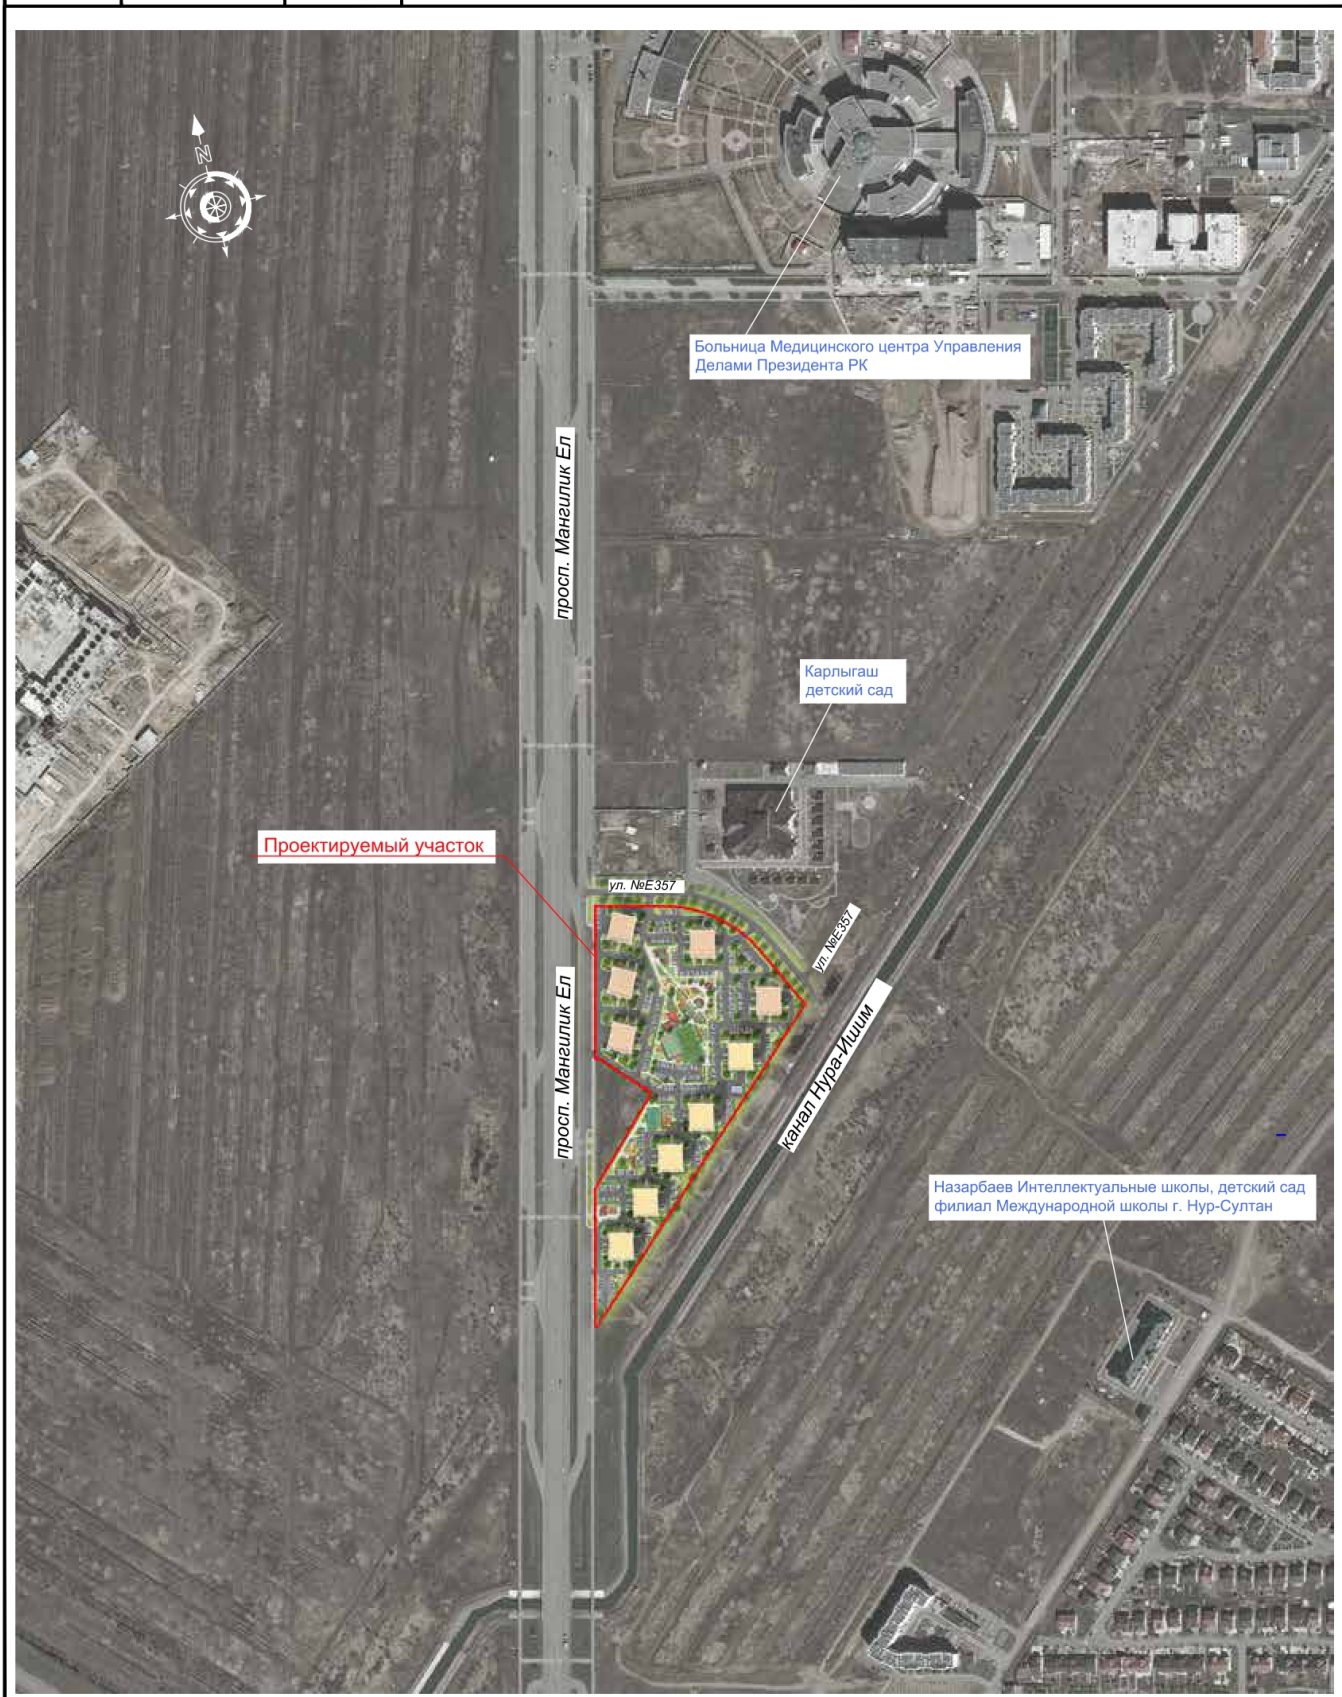 N
Больница Медицинского центра Управления
Делами Президента РК
просп. Мангилик Ел
Карлыгаш
детский сад
Проектируемый участок
ул. №Е357
ул. №Е357
просп. Мангилик Ел
канал Нура-Ишим
Назарбаев Интеллектуальные школы, детский сад
филиал Международной школы г. Нур-Султан